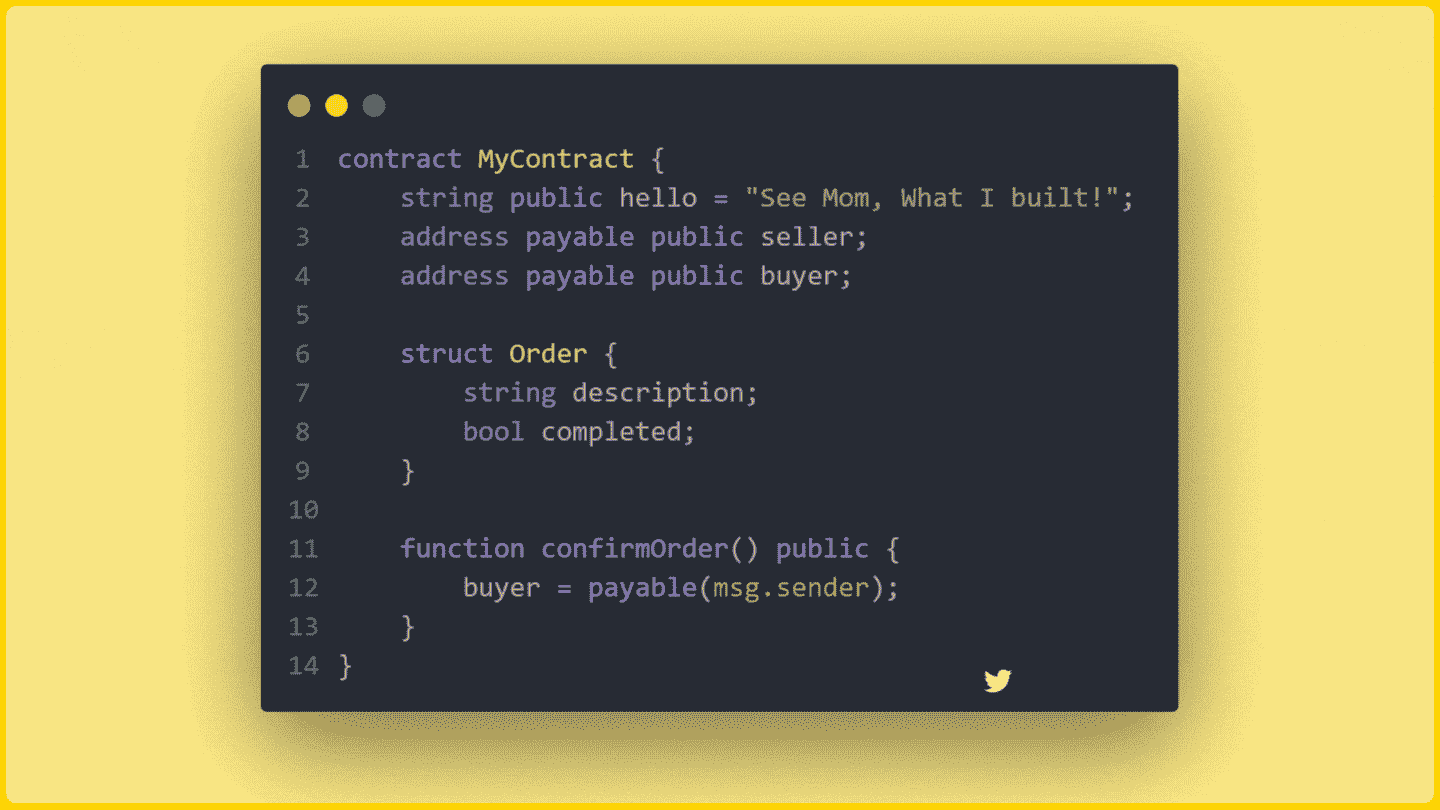 1 contract MyContract {
2     string public hello = "See Mom, What I built!";
3     address payable public seller;
4     address payable public buyer;
5
6     struct Order {
7         string description;
8         bool completed;
9     }
10
11     function confirmOrder() public {
12         buyer = payable(msg.sender);
13     }
14 }